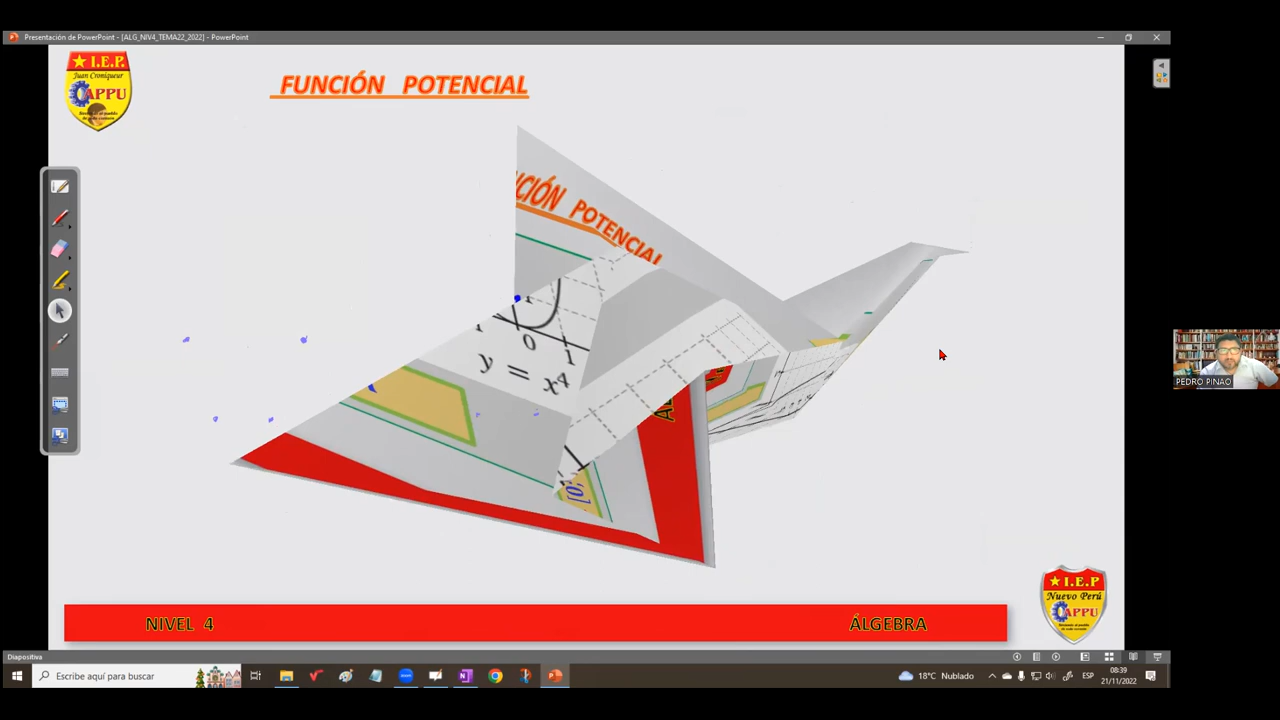 Presentación de PowerPoint - [ALG_NIV4_TEMA22_2022] - PowerPoint
I.E.P.
Juan Croniqueur
CAPPU
FUNCIÓN POTENCIAL
CIÓN POTENCIAL
0
1
y = x⁴
PEDRO PINAO
I.E.P
Nuevo Perú
CAPPU
NIVEL 4
ÁLGEBRA
Diapositiva
Escribe aquí para buscar
18°C Nublado
ESP
08:39
21/11/2022